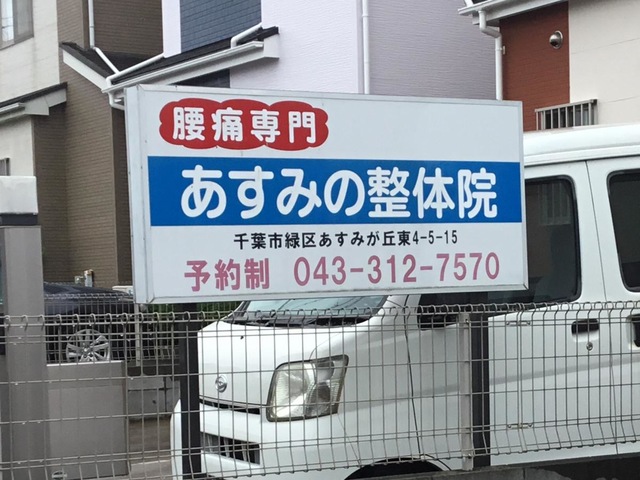 腰痛専門
あすみの整体院
千葉市緑区あすみが丘東4-5-15
予約制 043-312-7570